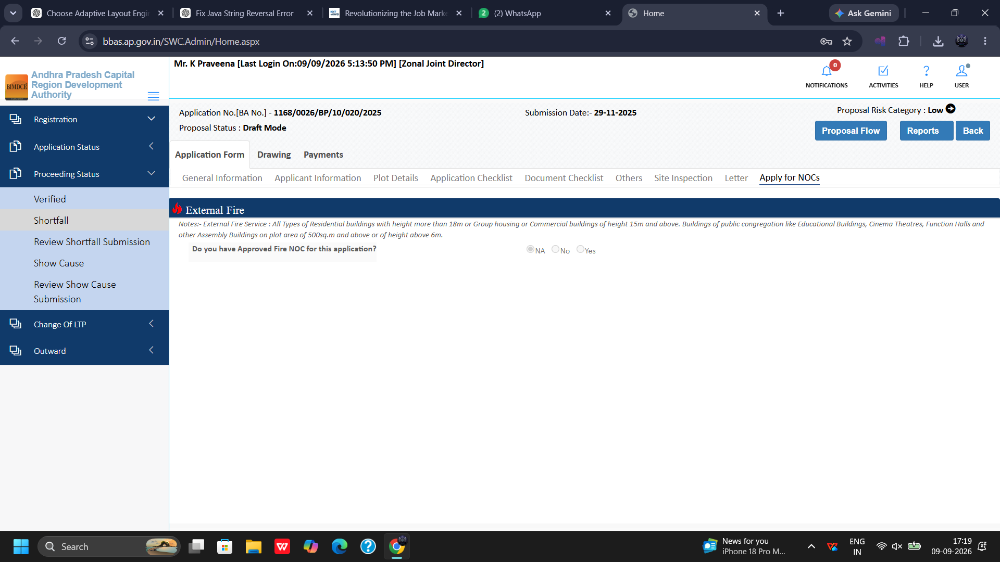 Choose Adaptive Layout Engin
Fix Java String Reversal Error
Revolutionizing the Job Marke
2
(2) WhatsApp
Home
Ask Gemini
bbas.ap.gov.in/SWC.Admin/Home.aspx
BIMDCR
Andhra Pradesh Capital
Region Development
Authority
Mr. K Praveena [Last Login On:09/09/2026 5:13:50 PM] [Zonal Joint Director]
0
NOTIFICATIONS
ACTIVITIES
HELP
USER
Registration
Application Status
Proceeding Status
Verified
Shortfall
Review Shortfall Submission
Show Cause
Review Show Cause
Submission
Change Of LTP
Outward
Application No.[BA No.] - 1168/0026/BP/10/020/2025
Submission Date:- 29-11-2025
Proposal Risk Category : Low
Proposal Status : Draft Mode
Proposal Flow
Reports
Back
Application Form
Drawing
Payments
General Information
Applicant Information
Plot Details
Application Checklist
Document Checklist
Others
Site Inspection
Letter
Apply for NOCs
External Fire
Notes:- External Fire Service : All Types of Residential buildings with height more than 18m or Group housing or Commercial buildings of height 15m and above. Buildings of public congregation like Educational Buildings, Cinema Theatres, Function Halls and
other Assembly Buildings on plot area of 500sq.m and above or of height above 6m.
Do you have Approved Fire NOC for this application?
NA
No
Yes
Search
News for you
iPhone 18 Pro M...
ENG
IN
17:19
09-09-2026